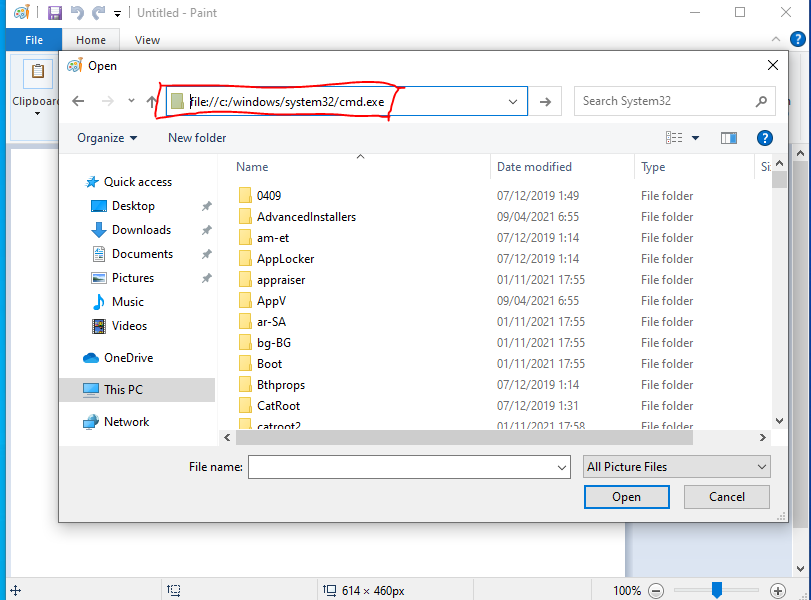 Untitled - Paint
File
Home
View
Clipboard
Open
file://c:/windows/system32/cmd.exe
Search System32
Organize
New folder
Name
Date modified
Type
Quick access
Desktop
Downloads
Documents
Pictures
Music
Videos
OneDrive
This PC
Network
0409 07/12/2019 1:49 File folder
AdvancedInstallers 09/04/2021 6:55 File folder
am-et 07/12/2019 1:14 File folder
AppLocker 07/12/2019 1:14 File folder
appraiser 01/11/2021 17:55 File folder
AppV 09/04/2021 6:55 File folder
ar-SA 01/11/2021 17:55 File folder
bg-BG 01/11/2021 17:55 File folder
Boot 01/11/2021 17:55 File folder
Bthprops 07/12/2019 1:14 File folder
CatRoot 07/12/2019 1:31 File folder
catroot2 01/11/2021 17:58 File folder
File name:
All Picture Files
Open
Cancel
614 × 460px
100%